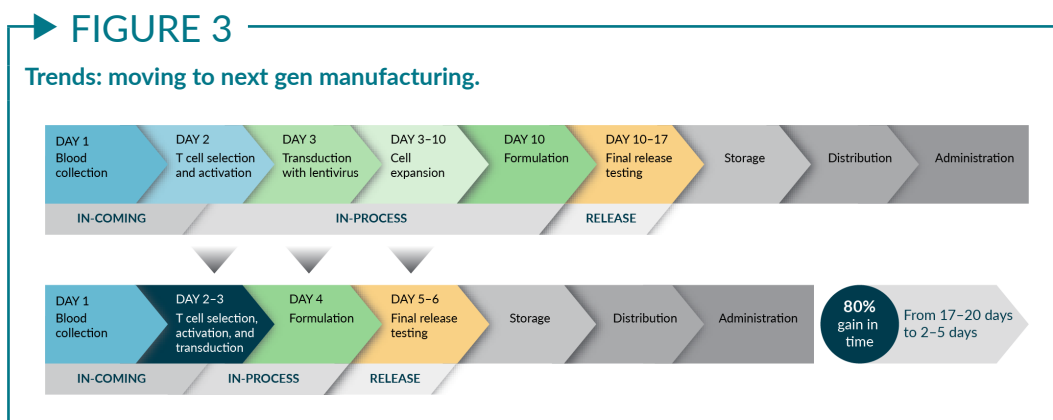 FIGURE 3
Trends: moving to next gen manufacturing.
DAY 1
Blood
collection
DAY 2
T cell selection
and activation
DAY 3
Transduction
with lentivirus
DAY 3–10
Cell
expansion
DAY 10
Formulation
DAY 10–17
Final release
testing
Storage
Distribution
Administration
IN-COMING
IN-PROCESS
RELEASE
DAY 1
Blood
collection
DAY 2–3
T cell selection,
activation, and
transduction
DAY 4
Formulation
DAY 5–6
Final release
testing
Storage
Distribution
Administration
80%
gain in
time
From 17–20 days
to 2–5 days
IN-COMING
IN-PROCESS
RELEASE